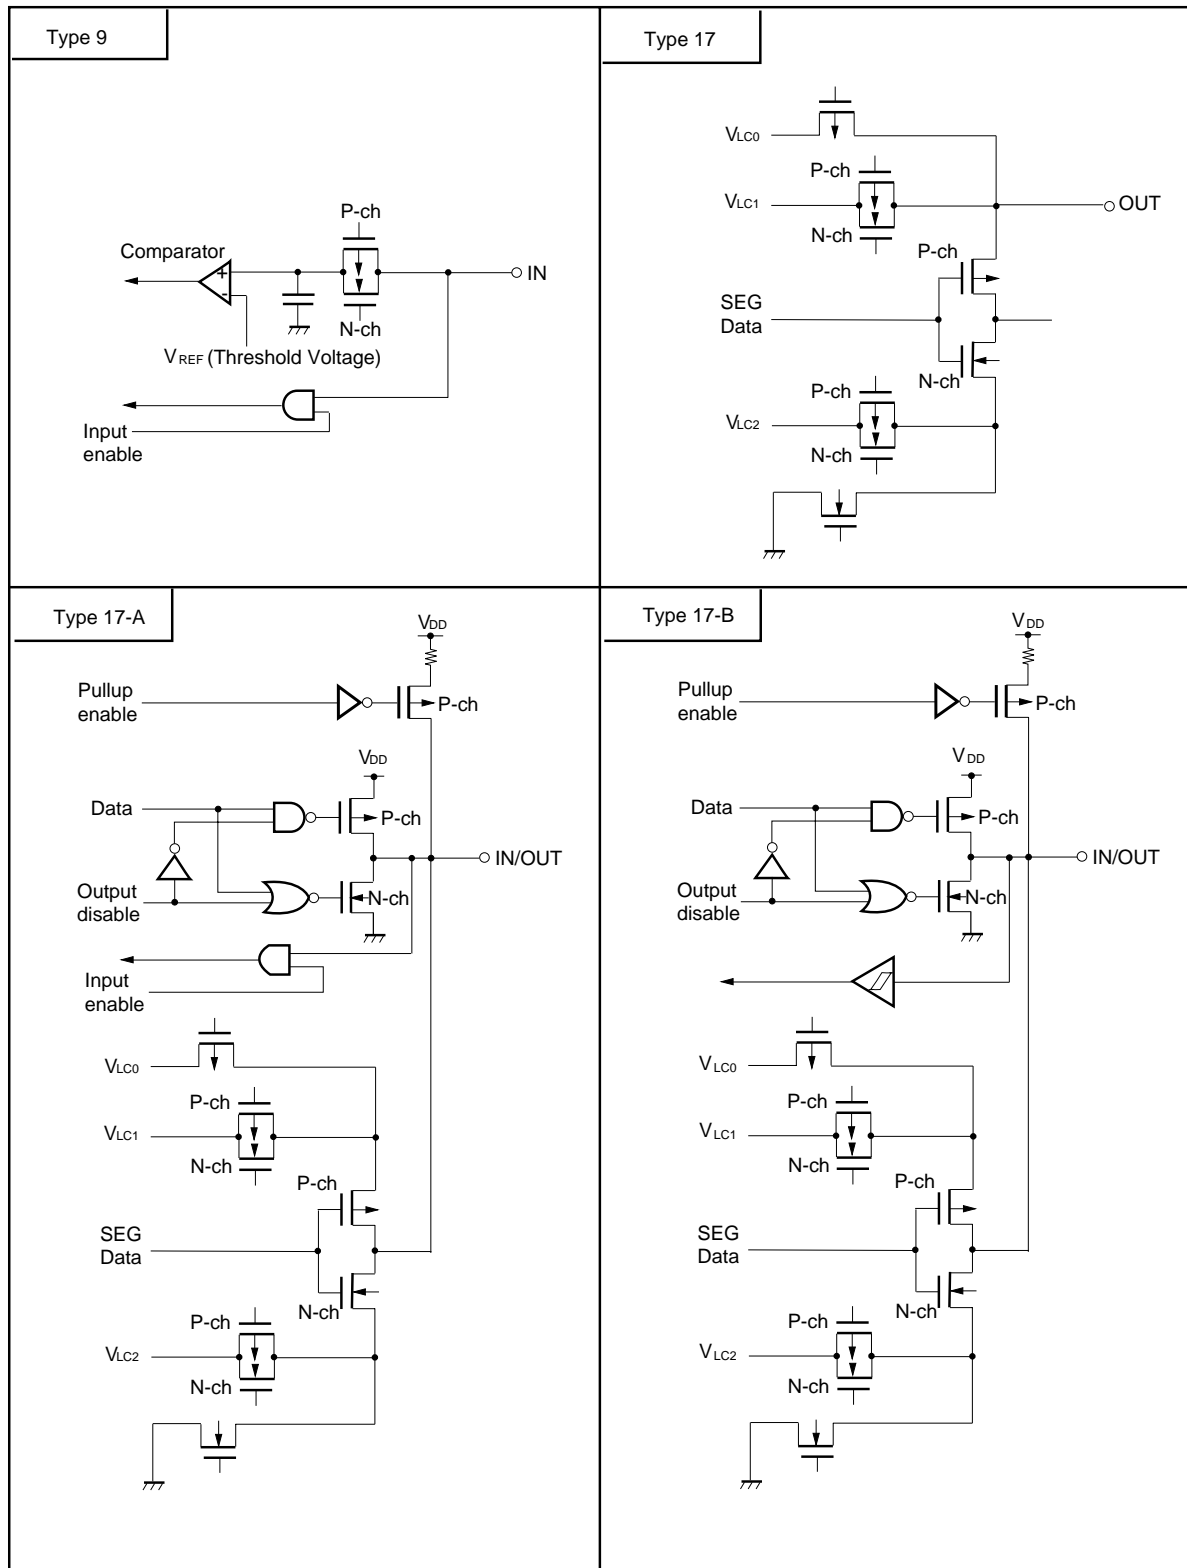 Type 9
P-ch
Comparator
+
-
IN
N-ch
VREF (Threshold Voltage)
Input
enable
Type 17
VLC0
P-ch
VLC1
OUT
N-ch
P-ch
SEG
Data
N-ch
P-ch
VLC2
N-ch
Type 17-A
VDD
Pullup
enable
P-ch
VDD
Data
P-ch
IN/OUT
Output
disable
N-ch
Input
enable
VLC0
P-ch
VLC1
N-ch
P-ch
SEG
Data
N-ch
P-ch
VLC2
N-ch
Type 17-B
VDD
Pullup
enable
P-ch
VDD
Data
P-ch
IN/OUT
Output
disable
N-ch
VLC0
P-ch
VLC1
N-ch
P-ch
SEG
Data
N-ch
P-ch
VLC2
N-ch